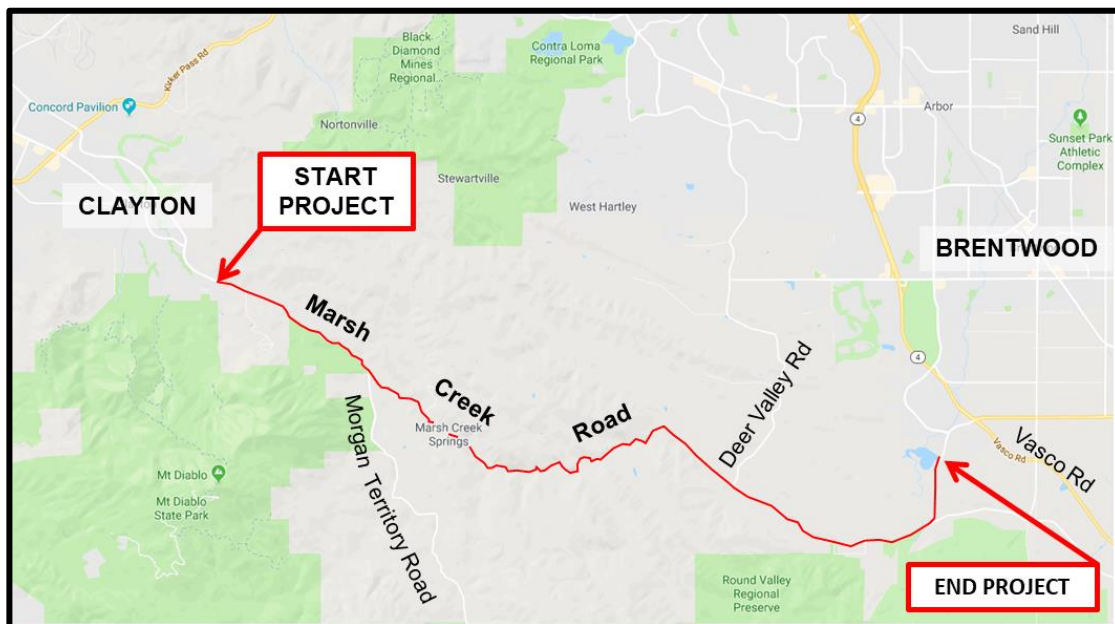 Sand Hill
Black
Diamond
Mines
Regional...
Contra Loma
Regional Park
Kirker Pass Rd
Concord Pavilion
Arbor
4
Nortonville
Sunset Park
Athletic
Complex
START
PROJECT
Stewartville
CLAYTON
West Hartley
BRENTWOOD
Marsh
Creek
Road
Deer Valley Rd
4
Marsh Creek
Springs
Morgan Territory Road
Vasco Rd
Vasco Rd
Mt Diablo
Mt Diablo
State Park
Round Valley
Regional
Preserve
END PROJECT